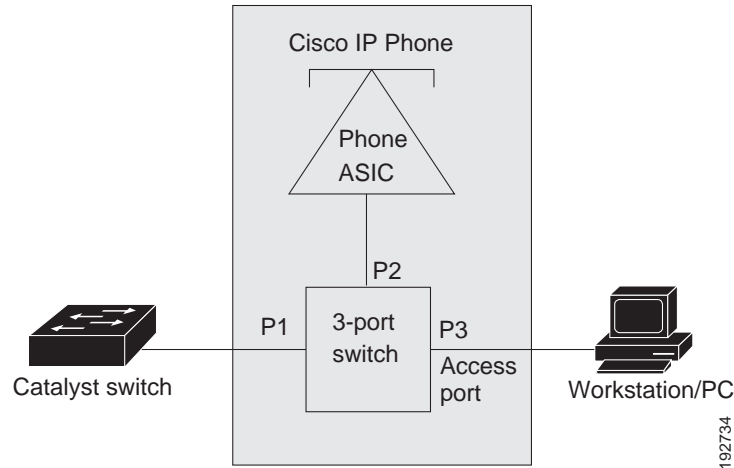 Cisco IP Phone
Phone
ASIC
P2
P1
3-port
switch
P3
Access
port
Catalyst switch
Workstation/PC
192734